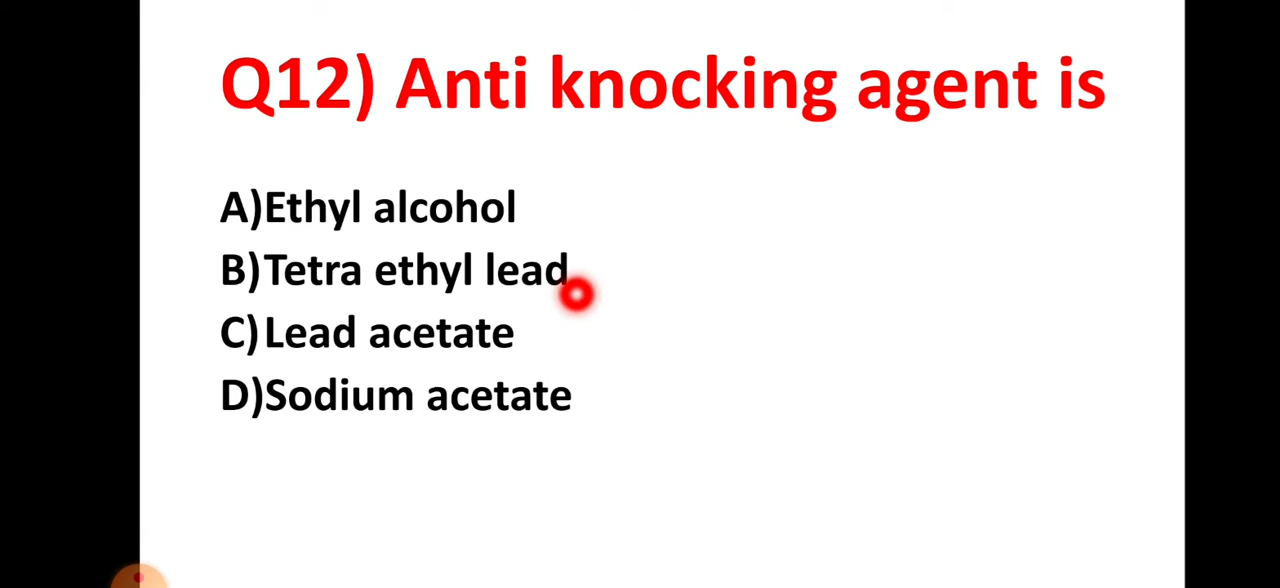 Q12) Anti knocking agent is
A)Ethyl alcohol
B)Tetra ethyl lead
C)Lead acetate
D)Sodium acetate